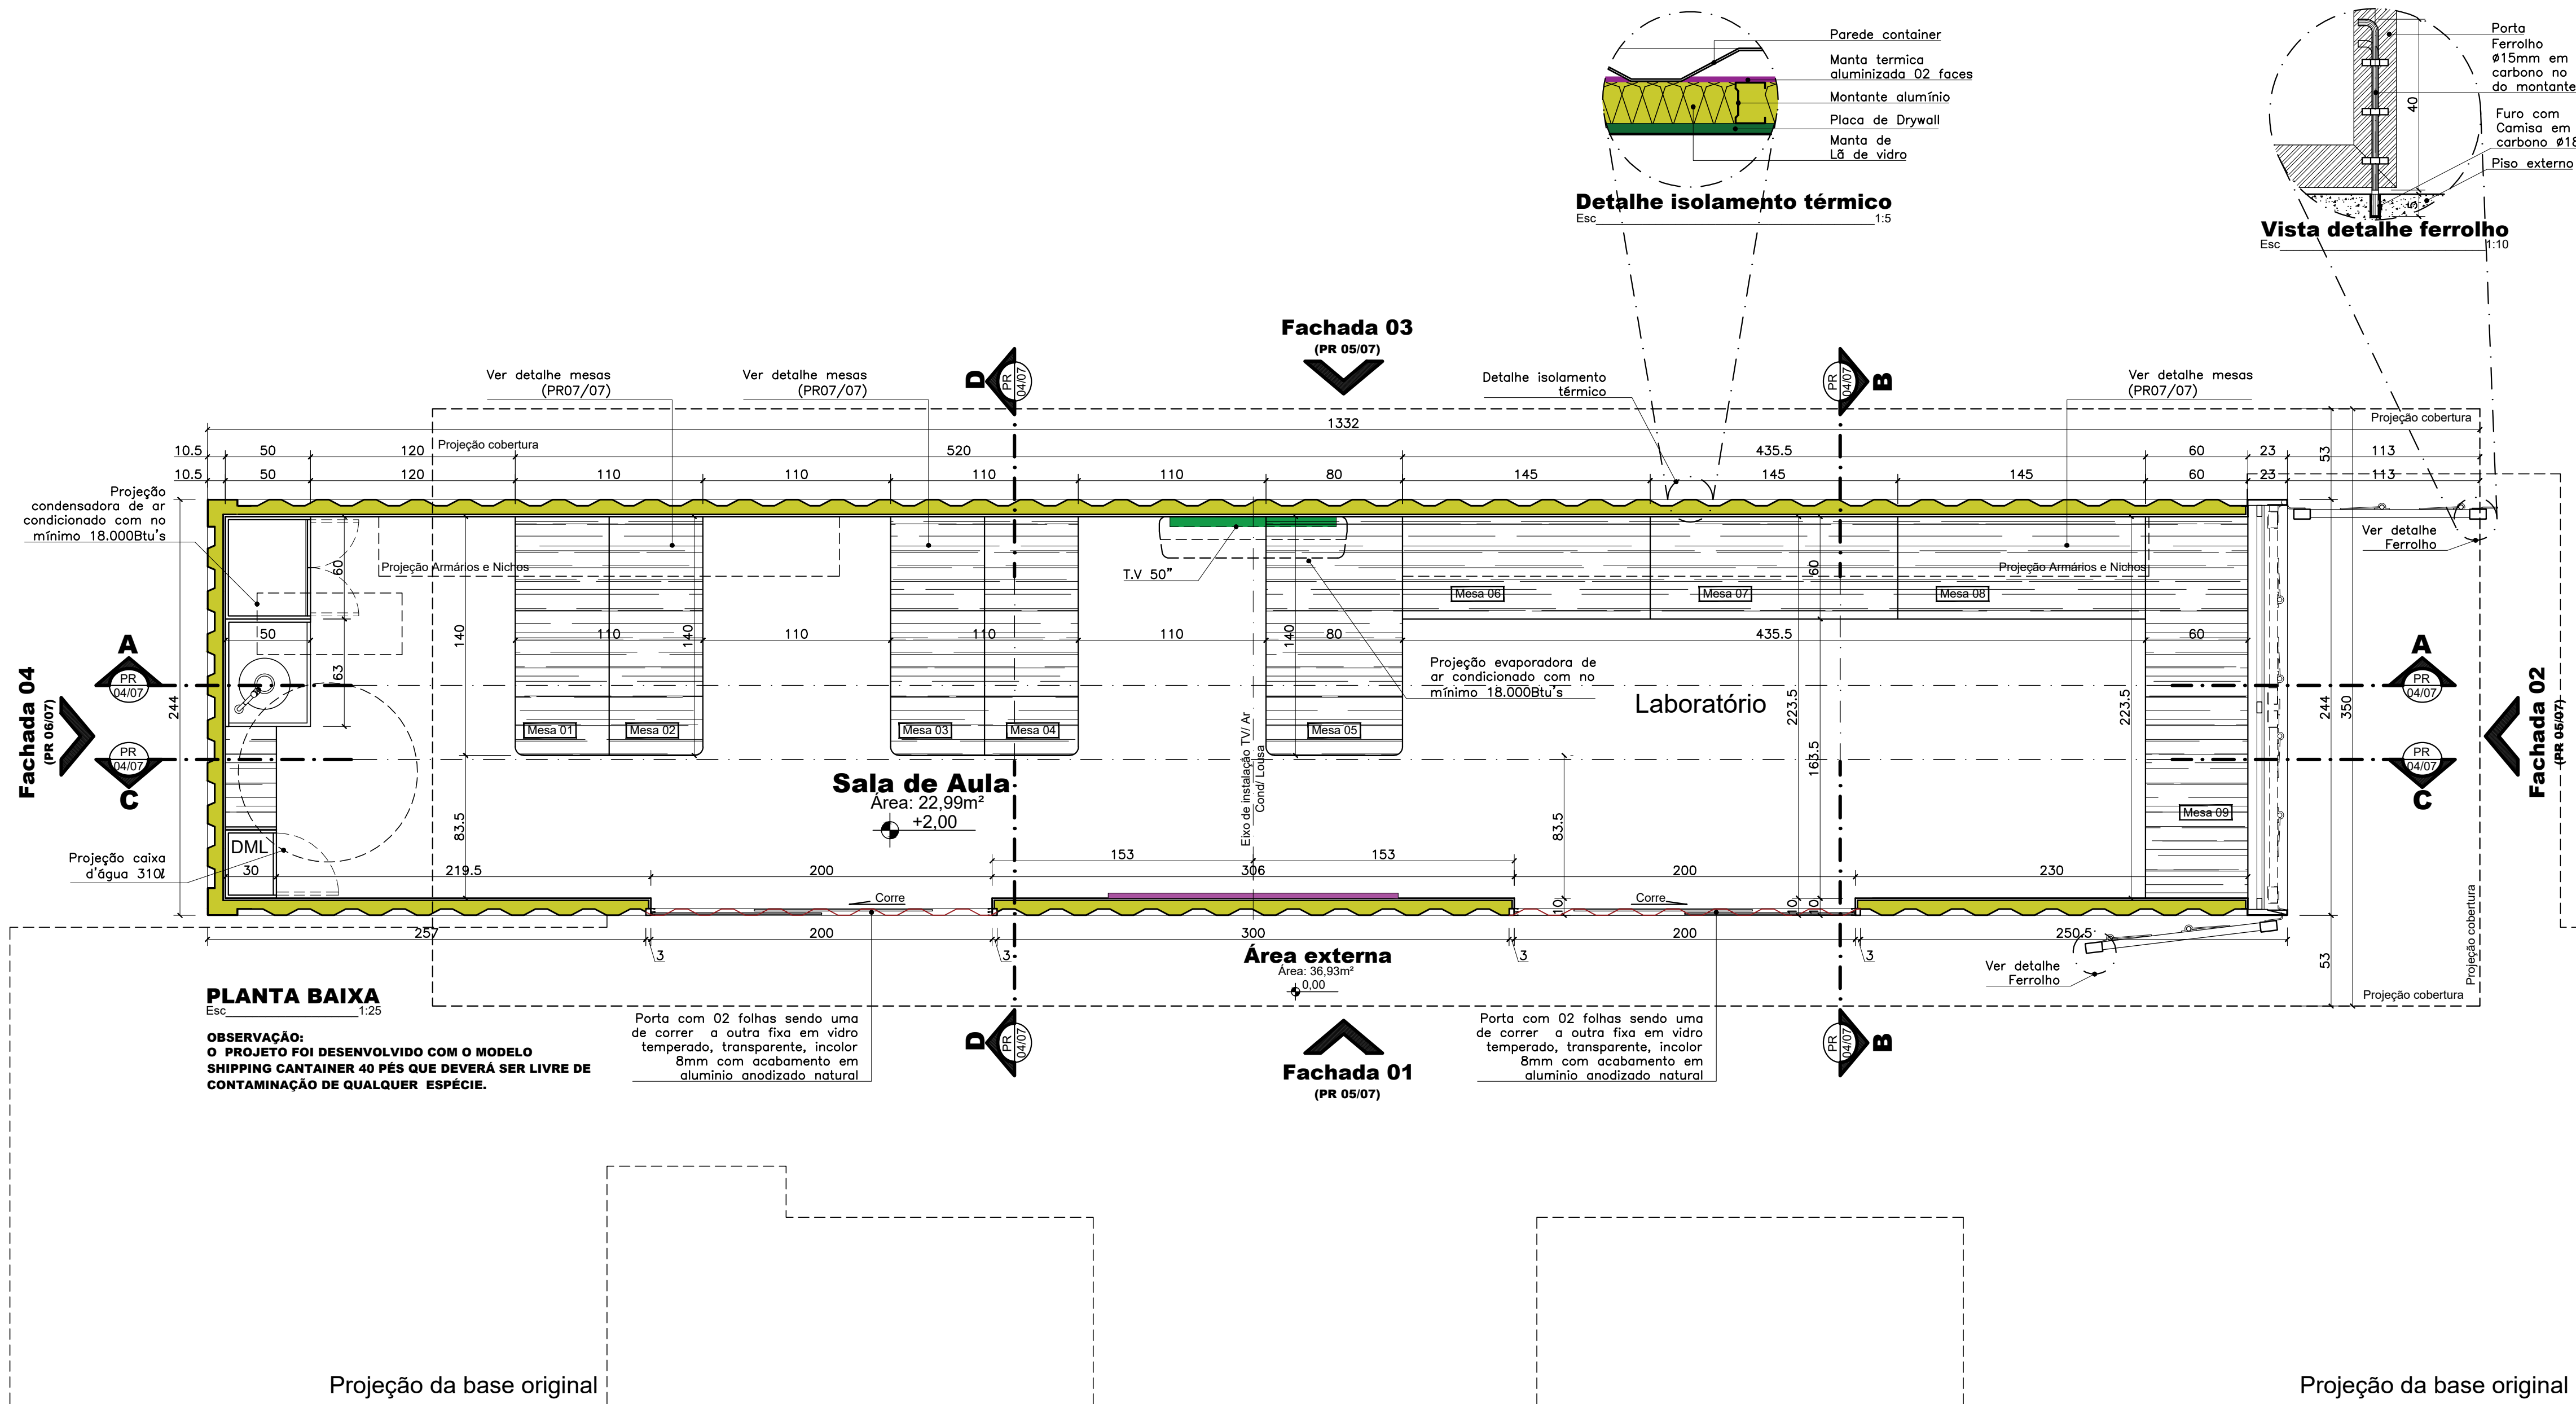 Parede container
Manta termica
aluminizada 02 faces
Montante alumínio
Placa de Drywall
Manta de
Lã de vidro
Detalhe isolamento térmico
Esc 1:5
Porta
Ferrolho
ø15mm em
carbono no
do montante
40
Furo com
Camisa em
carbono ø18
Piso externo
5
Vista detalhe ferrolho
Esc 1:10
Fachada 03
(PR 05/07)
Ver detalhe mesas
(PR07/07)
Ver detalhe mesas
(PR07/07)
D
PR
04/07
Detalhe isolamento
térmico
PR
04/07
B
Ver detalhe mesas
(PR07/07)
Projeção cobertura
1332
Projeção cobertura
10.5 50 120 520 435.5 60 23 113
53
10.5 50 120 110 110 110 110 80 145 145 145 60 23 113
Projeção
condensadora de ar
condicionado com no
mínimo 18.000Btu's
Ver detalhe
Ferrolho
60
Projeção Armários e Nichos
T.V 50”
60
Projeção Armários e Nichos
Mesa 06
Mesa 07
Mesa 08
50
63
140
110
140
110
110
110
140
80
435.5
60
Projeção evaporadora de
ar condicionado com no
mínimo 18.000Btu's
Laboratório
223.5
163.5
223.5
244
350
244
A
PR
04/07
PR
04/07
C
Fachada 04
(PR 06/07)
A
PR
04/07
PR
04/07
C
Fachada 02
(PR 05/07)
Mesa 01
Mesa 02
Mesa 03
Mesa 04
Mesa 05
Eixo de instalação TV/ Ar
Cond/ Lousa
Sala de Aula
Área: 22,99m²
+2,00
Mesa 09
83.5
83.5
DML
Projeção caixa
d'água 310ℓ
153 153
30 219.5 200 306 200 230
Corre
Corre
10
10
10
257 200 300 200 250.5
3
3
3
3
Área externa
Área: 36,93m²
0,00
Ver detalhe
Ferrolho
53
Projeção cobertura
Projeção cobertura
PLANTA BAIXA
Esc 1:25
OBSERVAÇÃO:
O PROJETO FOI DESENVOLVIDO COM O MODELO
SHIPPING CANTAINER 40 PÉS QUE DEVERÁ SER LIVRE DE
CONTAMINAÇÃO DE QUALQUER ESPÉCIE.
Porta com 02 folhas sendo uma
de correr a outra fixa em vidro
temperado, transparente, incolor
8mm com acabamento em
aluminio anodizado natural
D
PR
04/07
Fachada 01
(PR 05/07)
Porta com 02 folhas sendo uma
de correr a outra fixa em vidro
temperado, transparente, incolor
8mm com acabamento em
aluminio anodizado natural
PR
04/07
B
Projeção da base original
Projeção da base original